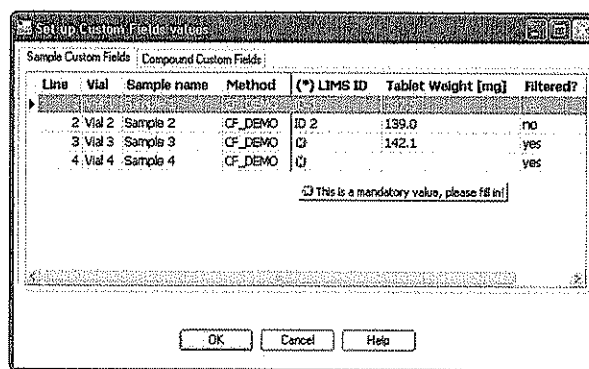 Set up Custom Fields values
Sample Custom Fields Compound Custom Fields
Line Vial Sample name Method (*) LIMS ID Tablet Weight [mg] Filtered?
2 Vial 2 Sample 2 CF_DEMO ID 2 139.0 no
3 Vial 3 Sample 3 CF_DEMO 142.1 yes
4 Vial 4 Sample 4 CF_DEMO yes
This is a mandatory value, please fill in!
OK Cancel Help